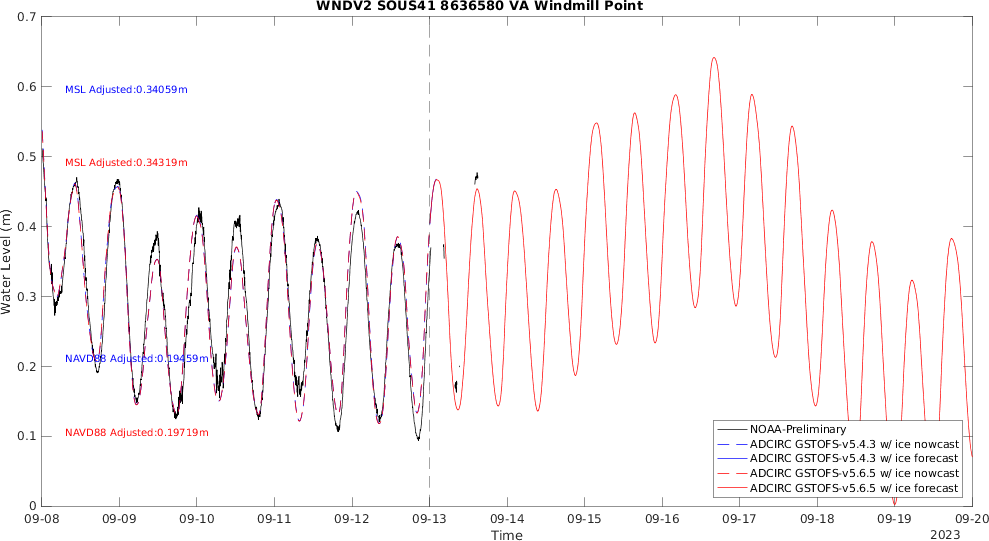 WNDV2 SOUS41 8636580 VA Windmill Point
0.7
0.6
0.5
0.4
0.3
0.2
0.1
0
Water Level (m)
MSL Adjusted:0.34059m
MSL Adjusted:0.34319m
NAVD88 Adjusted:0.19459m
NAVD88 Adjusted:0.19719m
NOAA-Preliminary
ADCIRC GSTOFS-v5.4.3 w/ ice nowcast
ADCIRC GSTOFS-v5.4.3 w/ ice forecast
ADCIRC GSTOFS-v5.6.5 w/ ice nowcast
ADCIRC GSTOFS-v5.6.5 w/ ice forecast
09-08 09-09 09-10 09-11 09-12 09-13 09-14 09-15 09-16 09-17 09-18 09-19 09-20
Time
2023